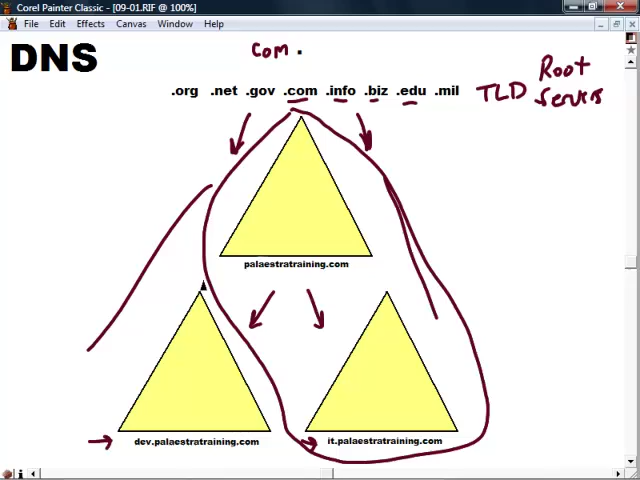 Corel Painter Classic - [09-01.RIF @ 100%]
File Edit Effects Canvas Window Help
DNS
com .
.org .net .gov .com .info .biz .edu .mil
TLD
Root
Servers
palaestratraining.com
dev.palaestratraining.com
it.palaestratraining.com